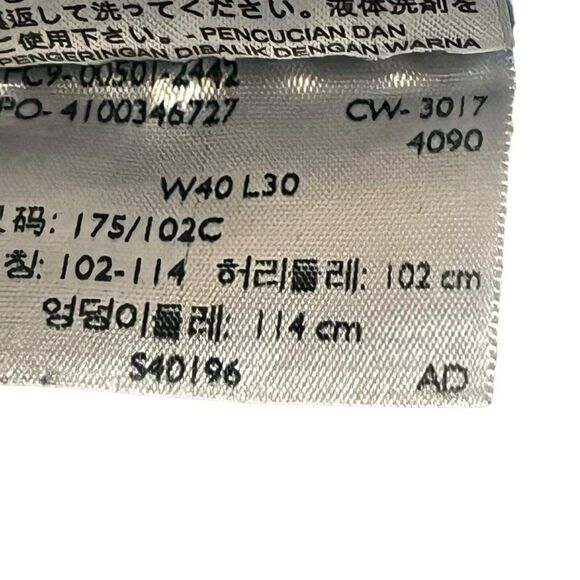 返して洗ってください。液体洗剤を
ご使用下さい。- PENCUCIAN DAN
PENGERINGAN DIBALIK DENGAN WARNA
PC9-00501-2442
PO- 4100346727 CW- 3017
4090
W40 L30
码: 175/102C
칭: 102-114 허리둘레: 102 cm
엉덩이둘레: 114 cm
S40196 AD